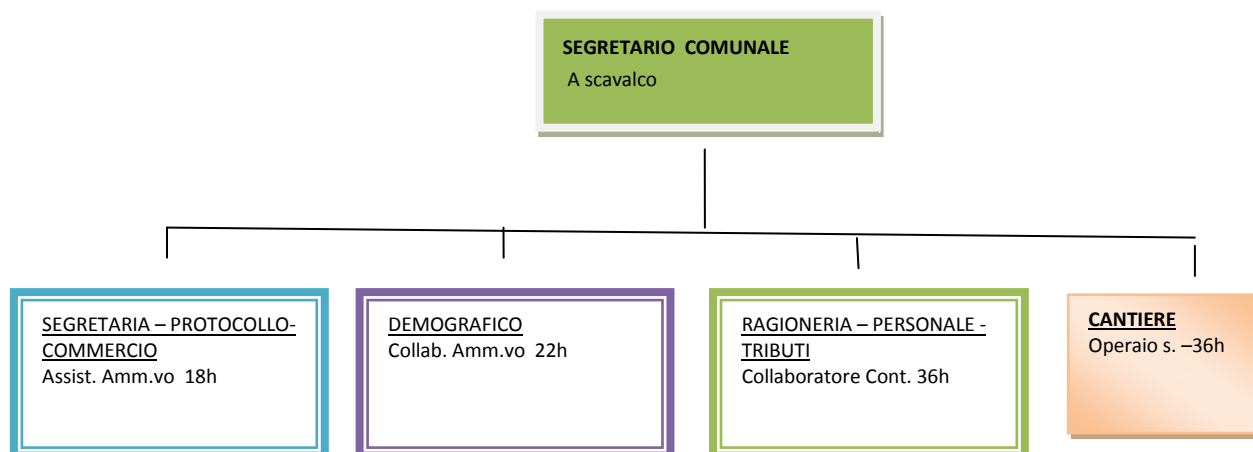 SEGRETARIO  COMUNALE
A scavalco
SEGRETARIA – PROTOCOLLO-
COMMERCIO
Assist. Amm.vo  18h
DEMOGRAFICO
Collab. Amm.vo  22h
RAGIONERIA – PERSONALE -
TRIBUTI
Collaboratore Cont. 36h
CANTIERE
Operaio s. –36h